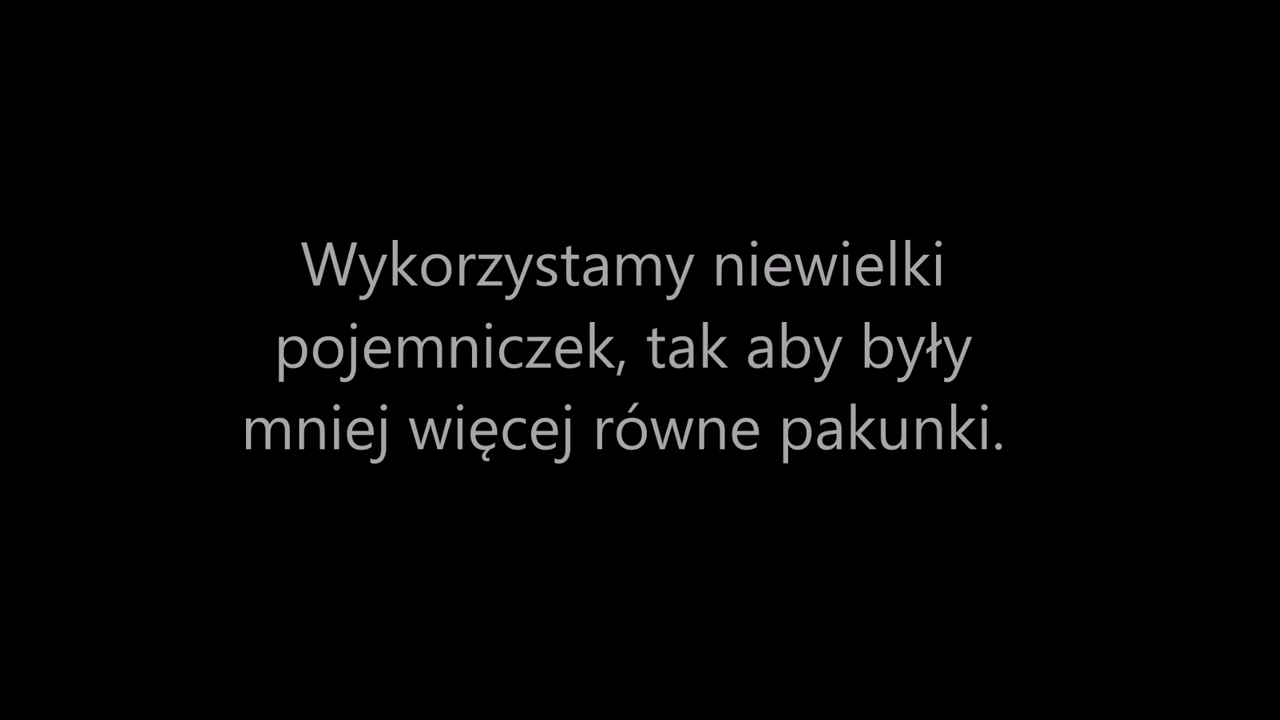 Wykorzystamy niewielki
pojemniczek, tak aby były
mniej więcej równe pakunki.